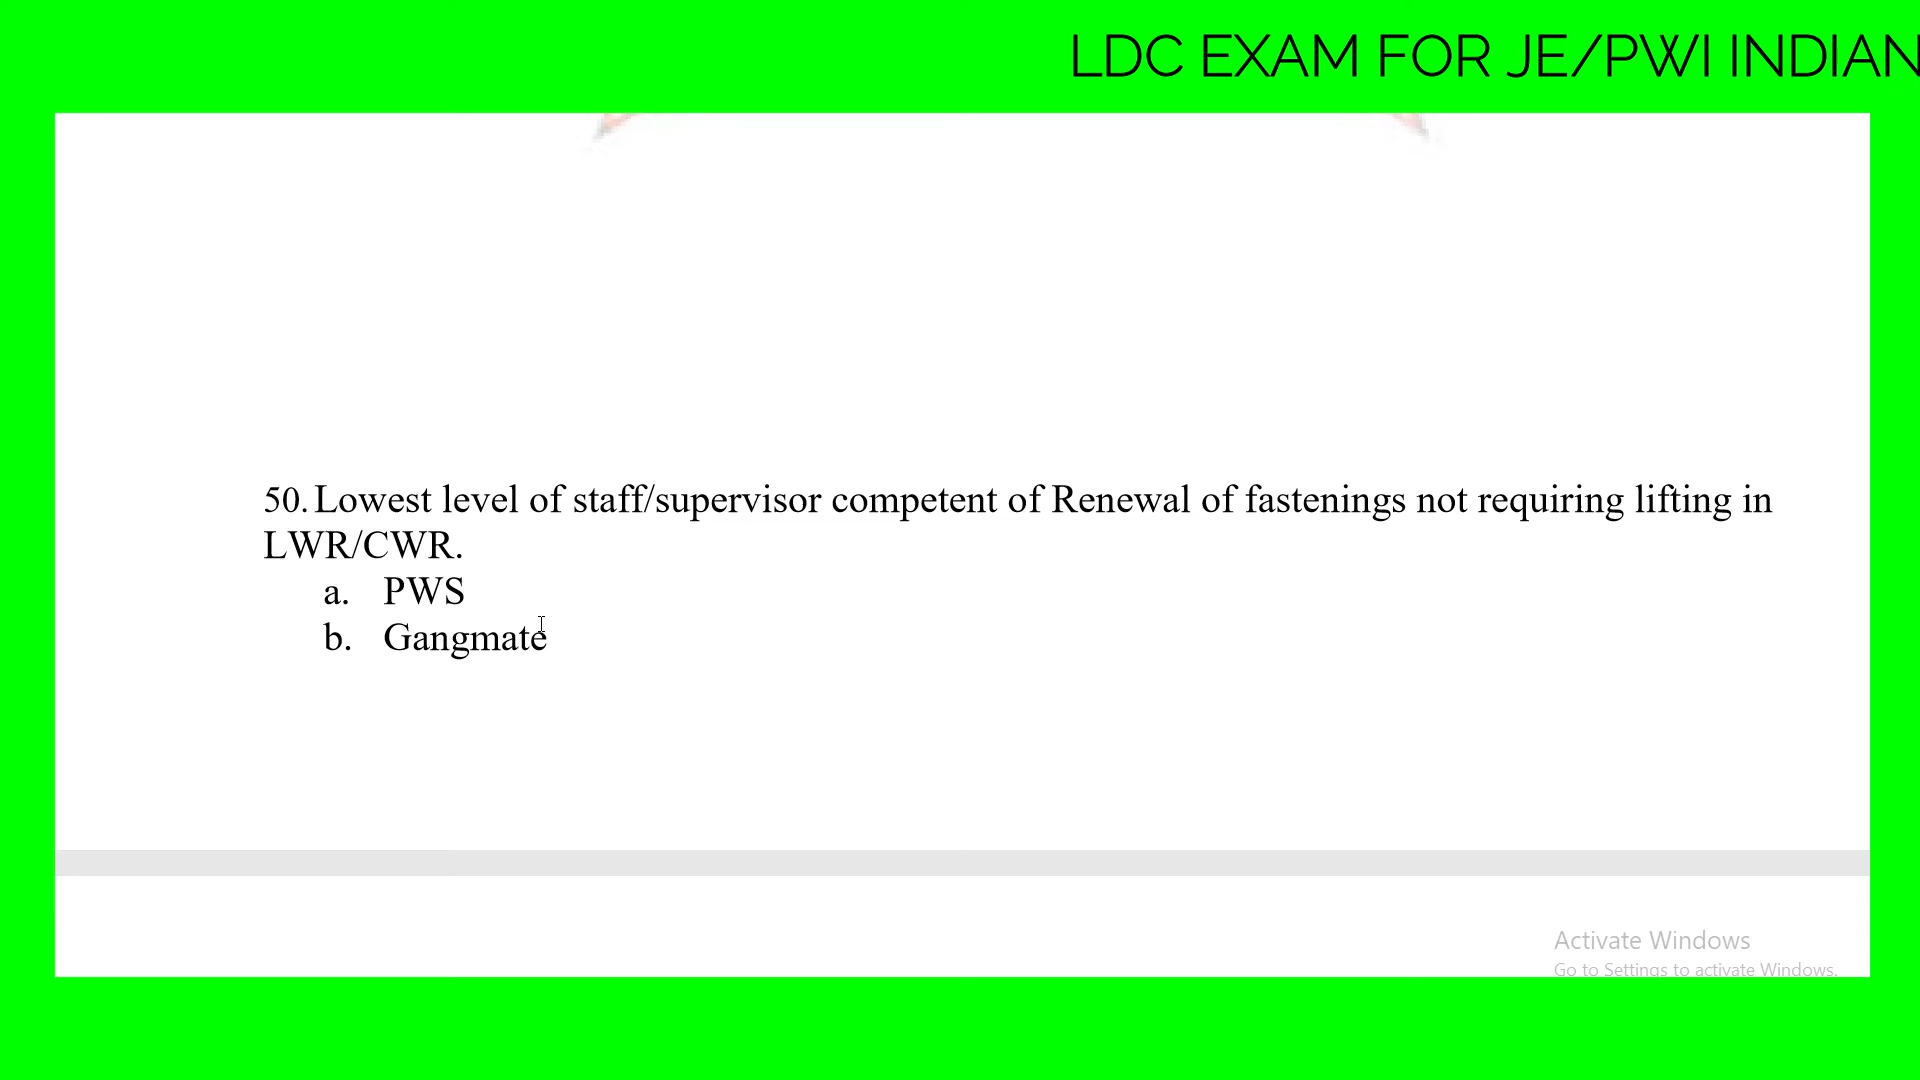 LDC EXAM FOR JE/PWI INDIAN
50. Lowest level of staff/supervisor competent of Renewal of fastenings not requiring lifting in
LWR/CWR.
a. PWS
b. Gangmate
Activate Windows
Go to Settings to activate Windows.